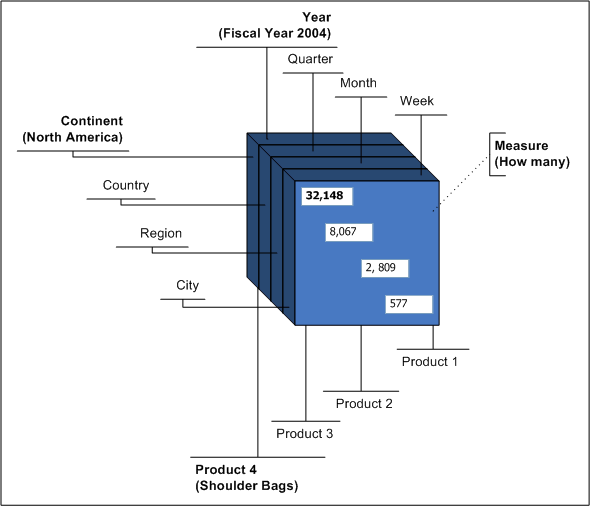 Year
(Fiscal Year 2004)
Quarter
Month
Week
Continent
(North America)
Measure
(How many)
Country
32,148
8,067
Region
2, 809
City
577
Product 1
Product 2
Product 3
Product 4
(Shoulder Bags)